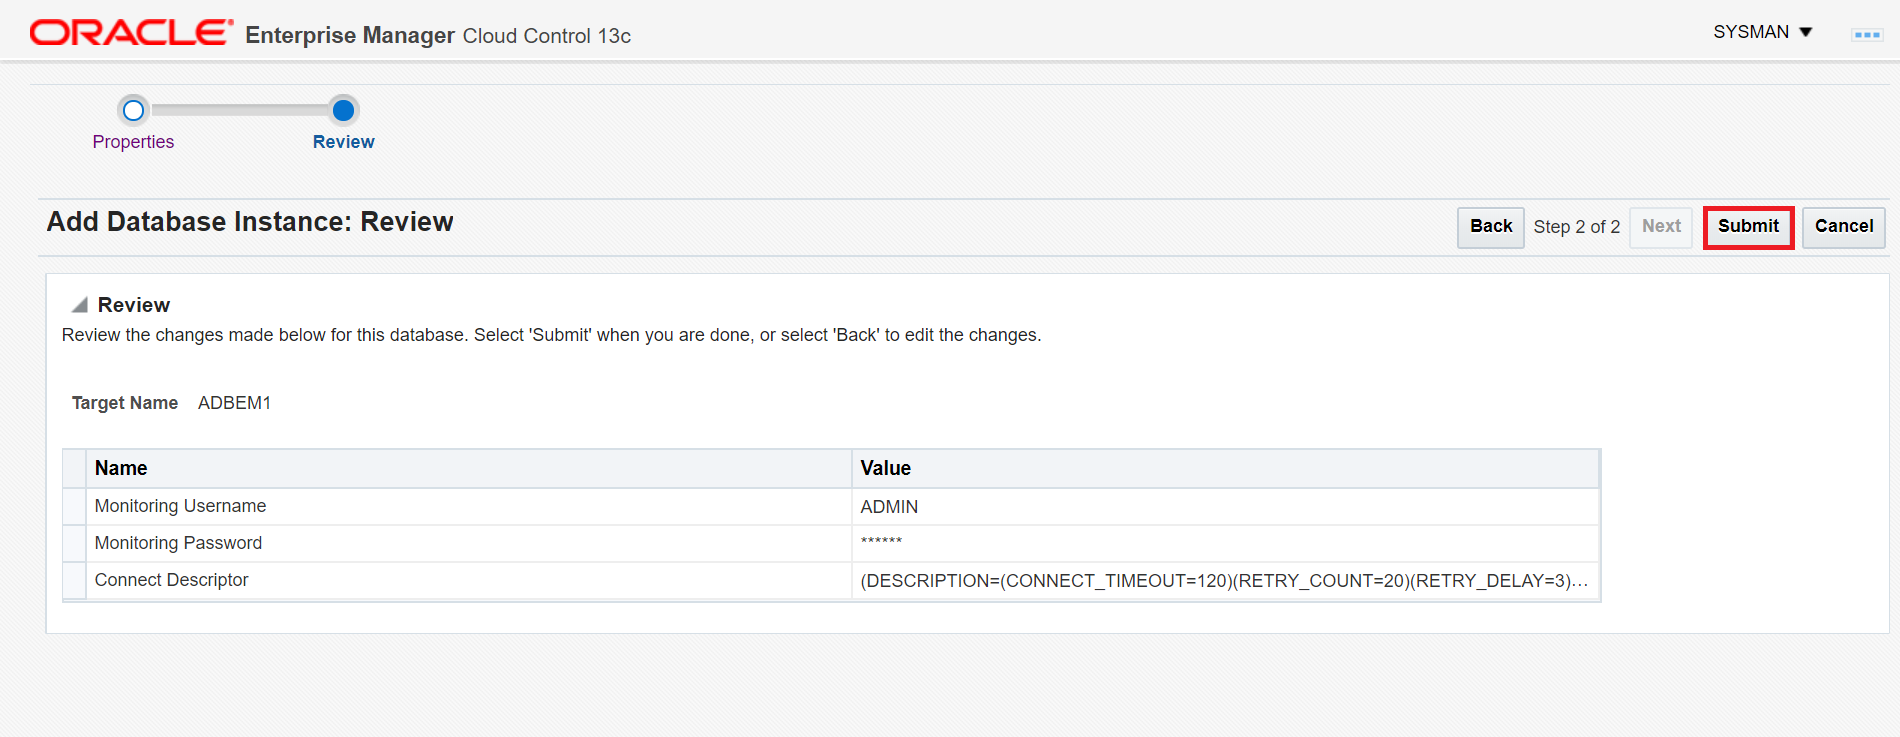 ORACLE® Enterprise Manager Cloud Control 13c SYSMAN
Properties Review
Add Database Instance: Review Back Step 2 of 2 Next Submit Cancel
Review
Review the changes made below for this database. Select 'Submit' when you are done, or select 'Back' to edit the changes.
Target Name ADBEM1
Name Value
Monitoring Username ADMIN
Monitoring Password ******
Connect Descriptor (DESCRIPTION=(CONNECT_TIMEOUT=120)(RETRY_COUNT=20)(RETRY_DELAY=3)...